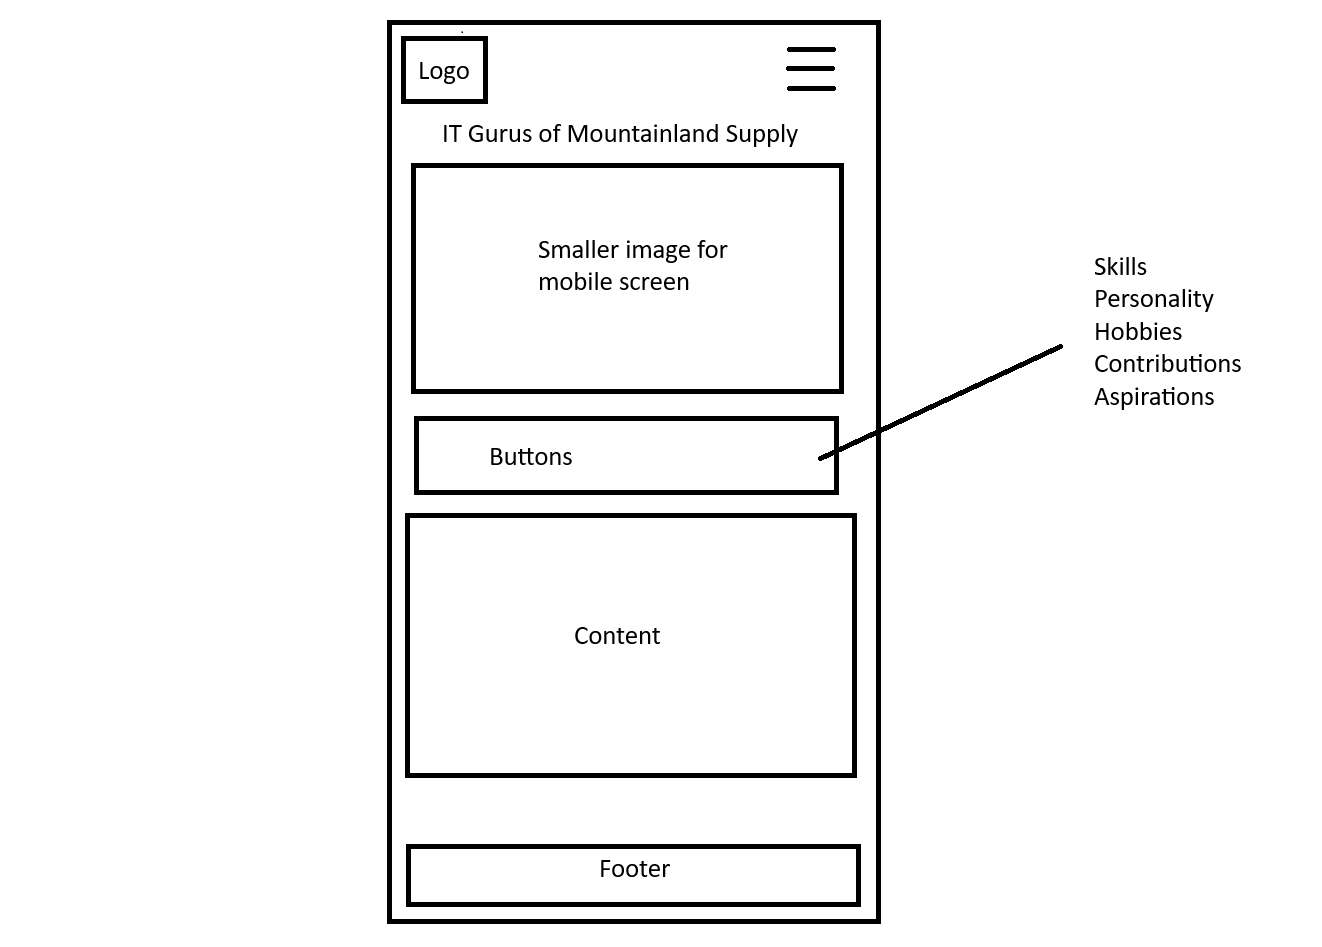 Logo
IT Gurus of Mountainland Supply
Smaller image for
mobile screen
Buttons
Skills
Personality
Hobbies
Contributions
Aspirations
Content
Footer